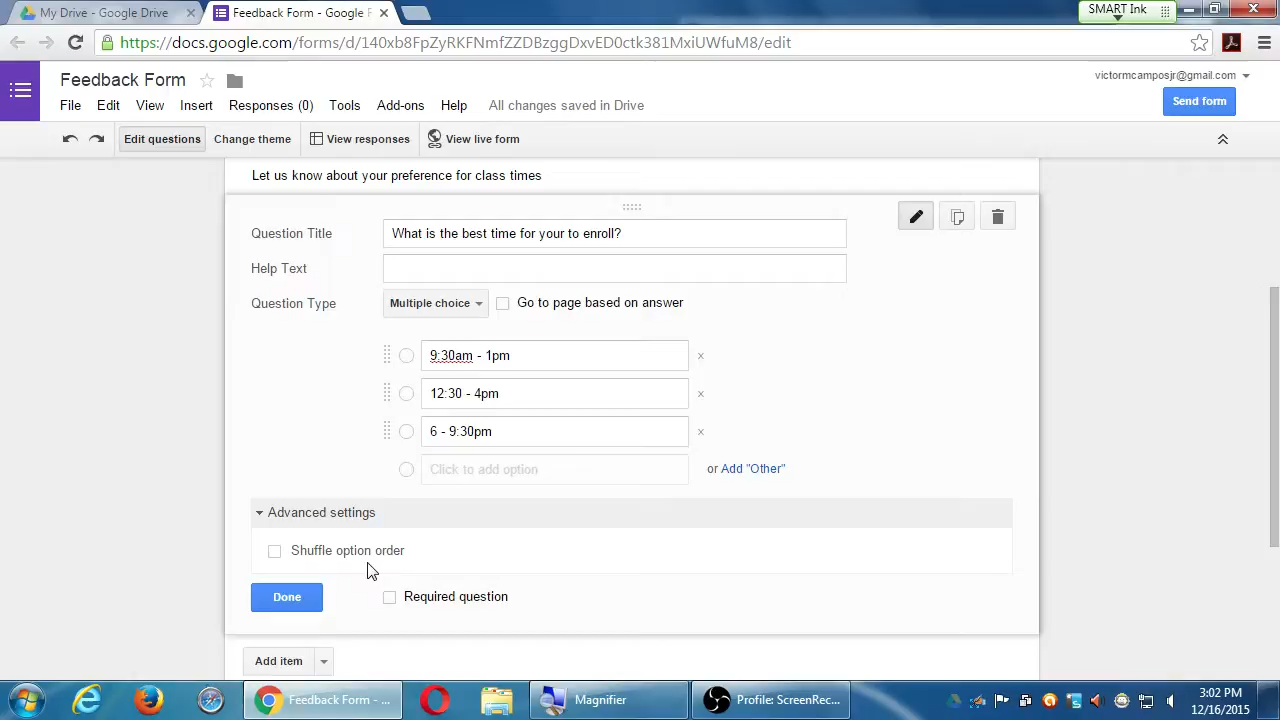 My Drive - Google Drive × Feedback Form - Google F ×
SMART Ink
https://docs.google.com/forms/d/140xb8FpZyRKFNmfZZDRzggDxvED0ctk381MxiUWfuM8/edit
Feedback Form
victormcamposjr@gmail.com
File Edit View Insert Responses (0) Tools Add-ons Help All changes saved in Drive
Send form
Edit questions Change theme View responses View live form
Let us know about your preference for class times
Question Title What is the best time for your to enroll?
Help Text
Question Type Multiple choice Go to page based on answer
9:30am - 1pm x
12:30 - 4pm x
6 - 9:30pm x
Click to add option or Add "Other"
Advanced settings
Shuffle option order
Done Required question
Add item
Feedback Form - ... Magnifier Profile: ScreenRec...
3:02 PM
12/16/2015